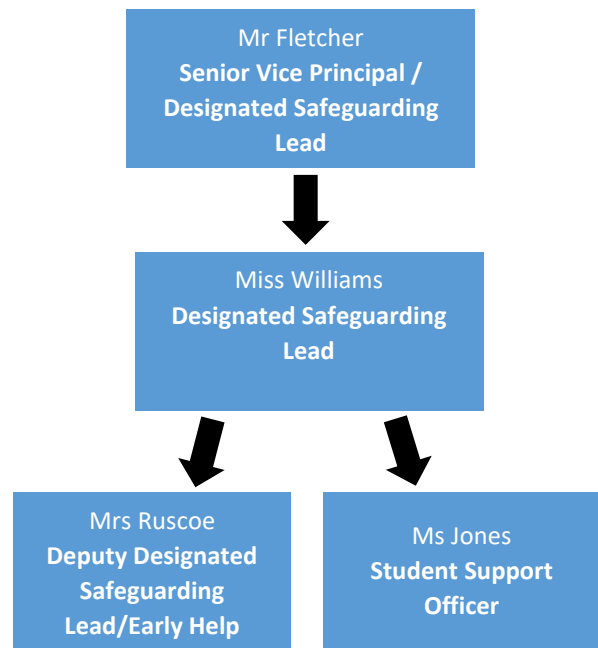 Mr Fletcher
Senior Vice Principal /
Designated Safeguarding
Lead
Miss Williams
Designated Safeguarding
Lead
Mrs Ruscoe
Deputy Designated
Safeguarding
Lead/Early Help
Ms Jones
Student Support
Officer